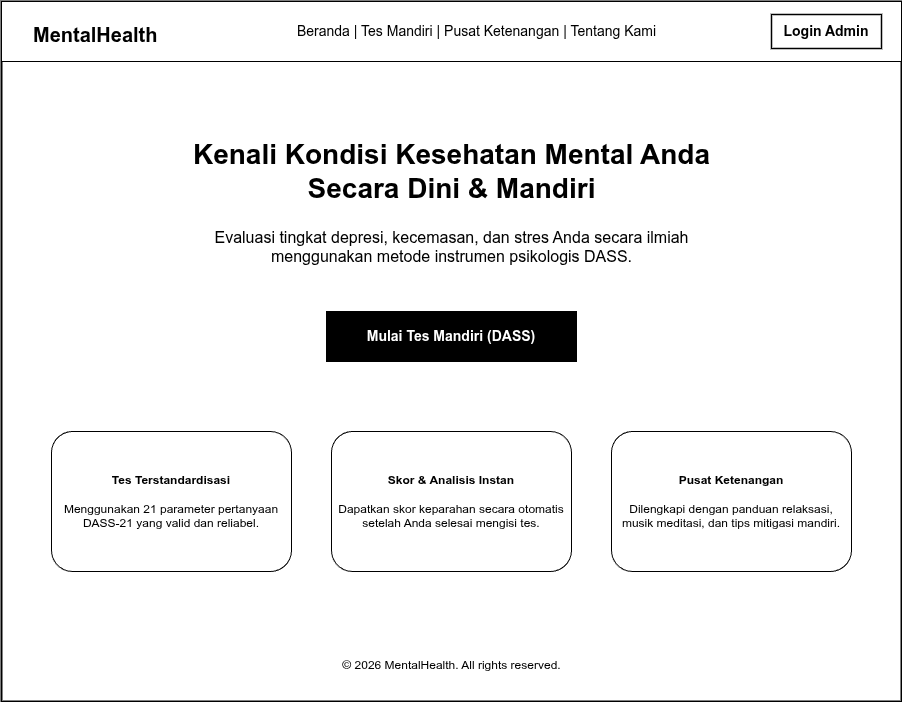 MentalHealth
Beranda | Tes Mandiri | Pusat Ketenangan | Tentang Kami
Login Admin
Kenali Kondisi Kesehatan Mental Anda
Secara Dini & Mandiri
Evaluasi tingkat depresi, kecemasan, dan stres Anda secara ilmiah
menggunakan metode instrumen psikologis DASS.
Mulai Tes Mandiri (DASS)
Tes Terstandardisasi
Menggunakan 21 parameter pertanyaan
DASS-21 yang valid dan reliabel.
Skor & Analisis Instan
Dapatkan skor keparahan secara otomatis
setelah Anda selesai mengisi tes.
Pusat Ketenangan
Dilengkapi dengan panduan relaksasi,
musik meditasi, dan tips mitigasi mandiri.
© 2026 MentalHealth. All rights reserved.